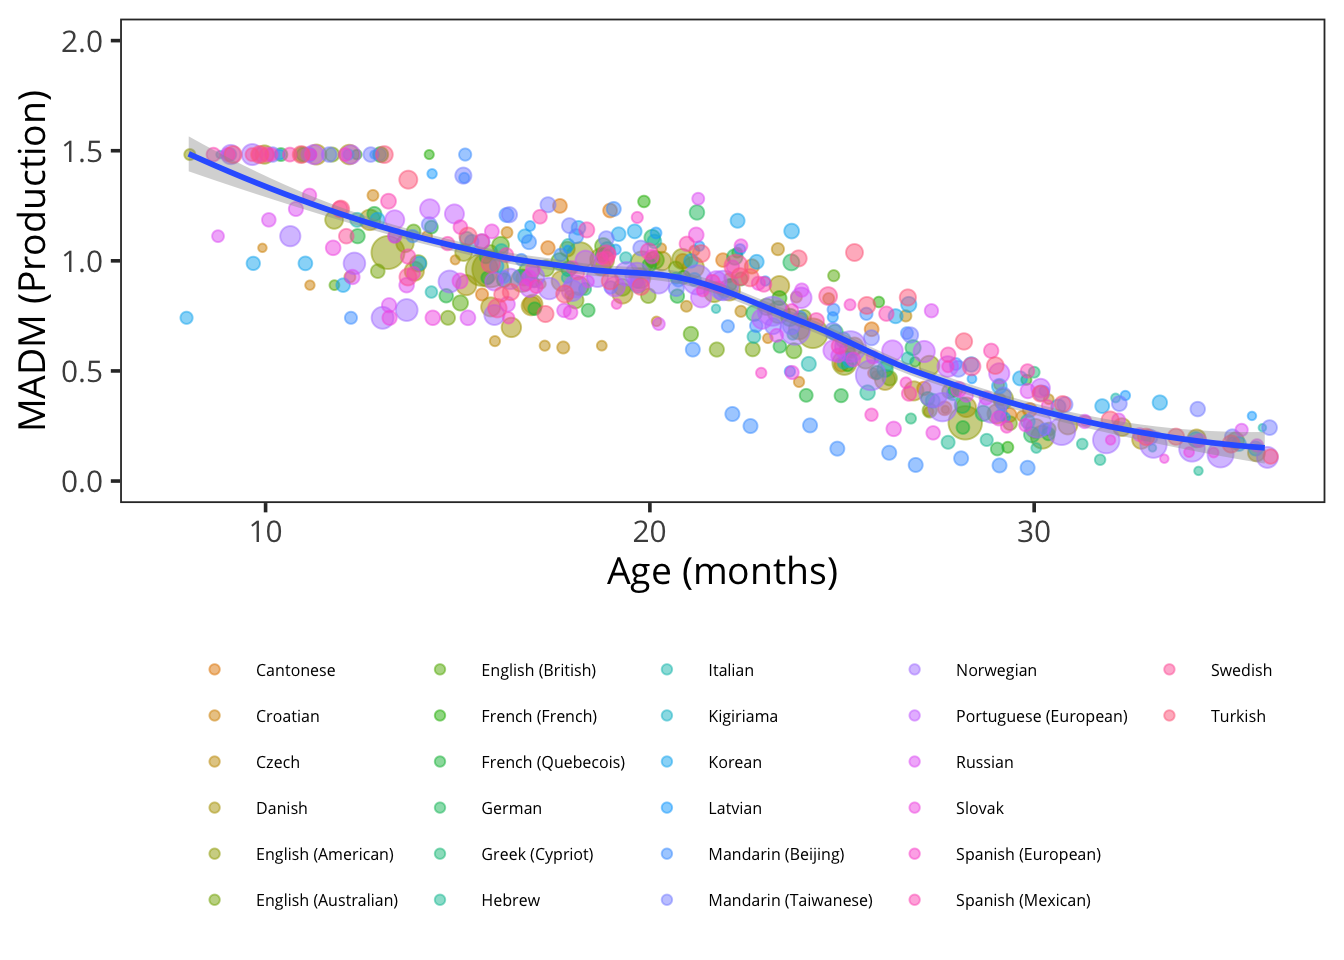 2.0
1.5
1.0
0.5
0.0
MADM (Production)
10 20 30
Age (months)
Cantonese English (British) Italian Norwegian Swedish
Croatian French (French) Kigiriama Portuguese (European) Turkish
Czech French (Quebecois) Korean Russian
Danish German Latvian Slovak
English (American) Greek (Cypriot) Mandarin (Beijing) Spanish (European)
English (Australian) Hebrew Mandarin (Taiwanese) Spanish (Mexican)